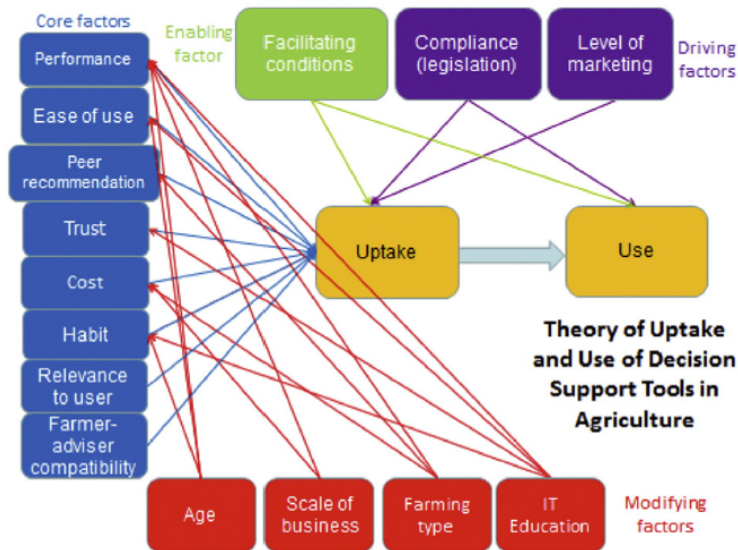 Core factors
Performance
Ease of use
Peer
recommendation
Trust
Cost
Habit
Relevance
to user
Farmer-
adviser
compatibility
Enabling
factor
Facilitating
conditions
Compliance
(legislation)
Level of
marketing
Driving
factors
Uptake
Use
Theory of Uptake
and Use of Decision
Support Tools in
Agriculture
Age
Scale of
business
Farming
type
IT
Education
Modifying
factors